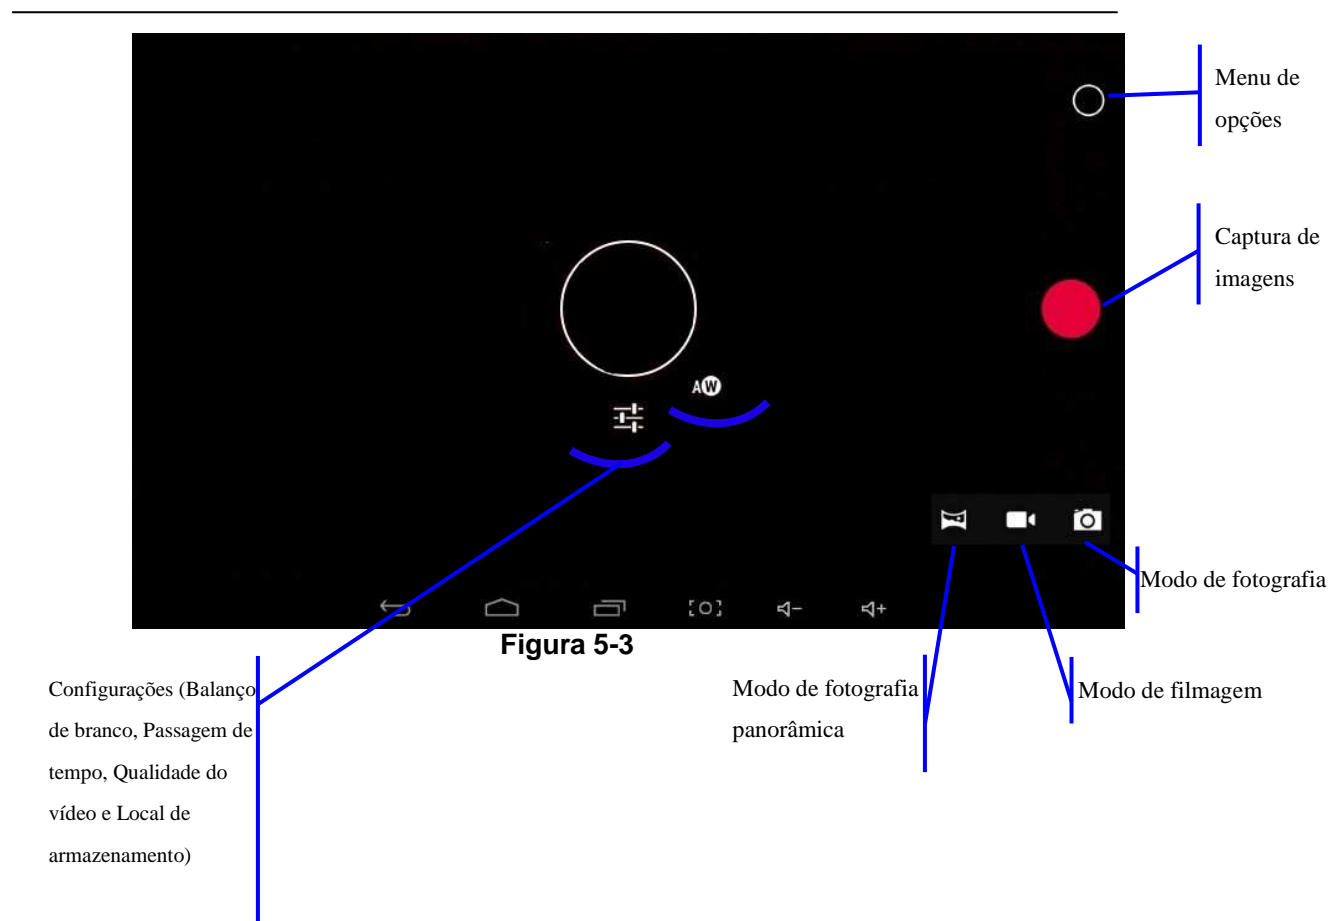 Menu de
opções
Captura de
imagens
AW
Modo de fotografia
Figura 5-3
Configurações (Balanço
de branco, Passagem de
tempo, Qualidade do
vídeo e Local de
armazenamento)
Modo de fotografia
panorâmica
Modo de filmagem